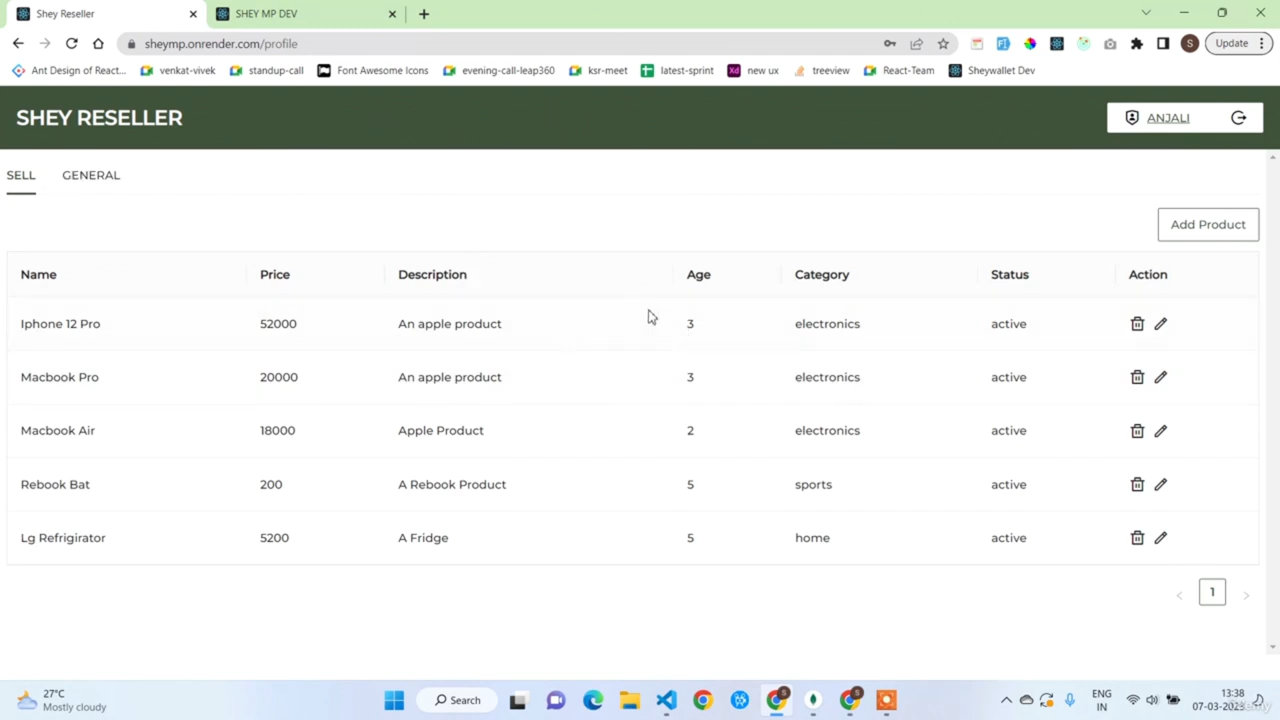 Shey Reseller
SHEY MP DEV
sheymp.onrender.com/profile
S
Update
Ant Design of React...
venkat-vivek
standup-call
Font Awesome Icons
evening-call-leap360
ksr-meet
latest-sprint
Xd
new ux
treeview
React-Team
Sheywallet Dev
SHEY RESELLER
ANJALI
SELL
GENERAL
Add Product
Name Price Description Age Category Status Action
Iphone 12 Pro 52000 An apple product 3 electronics active
Macbook Pro 20000 An apple product 3 electronics active
Macbook Air 18000 Apple Product 2 electronics active
Rebook Bat 200 A Rebook Product 5 sports active
Lg Refrigirator 5200 A Fridge 5 home active
< 1 >
27°C
Mostly cloudy
Search
ENG
IN
13:38
07-03-2023